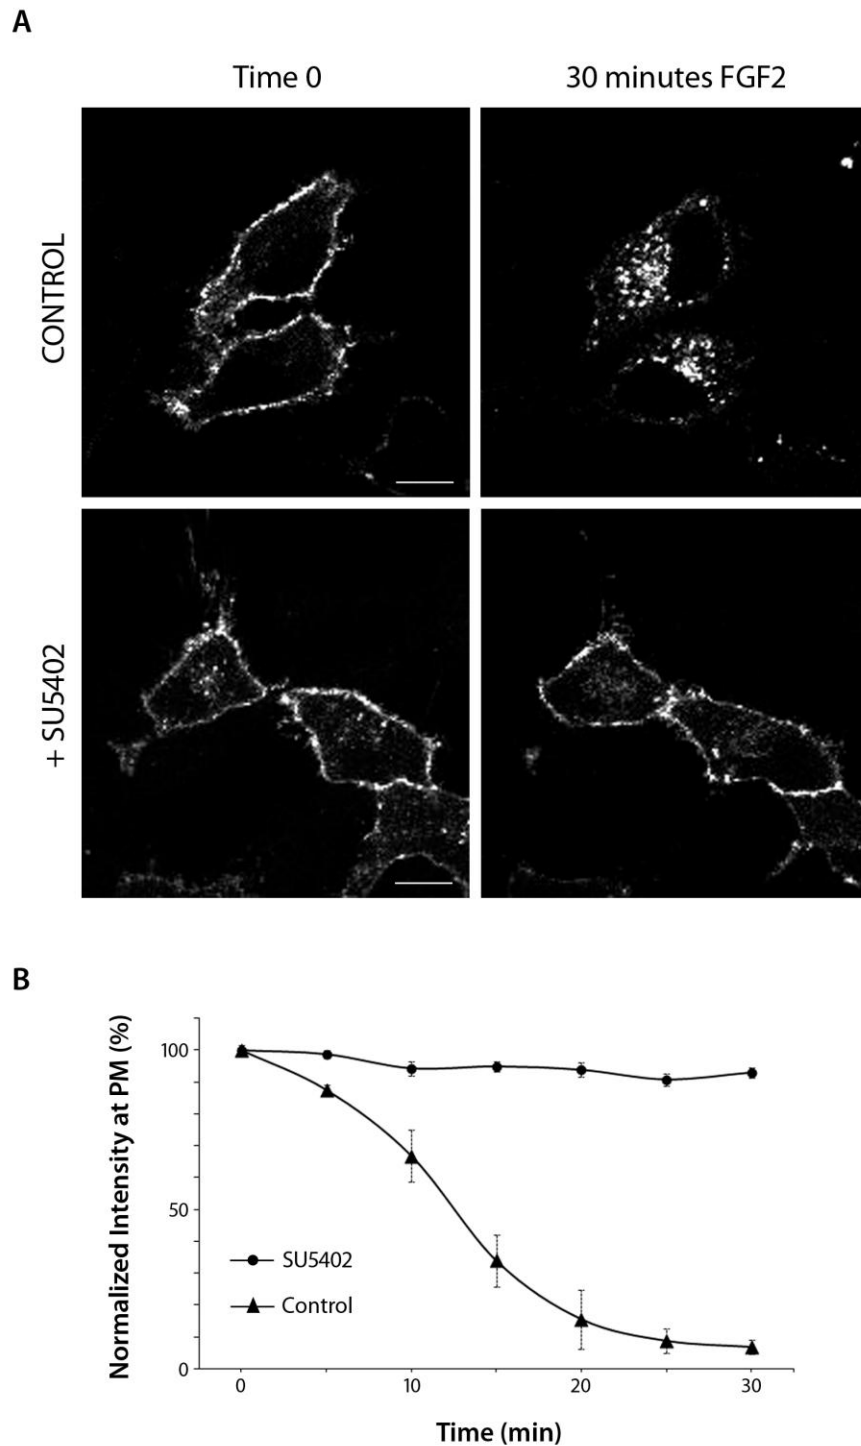 A
Time 0
30 minutes FGF2
CONTROL
+ SU5402
B
Normalized Intensity at PM (%)
100
50
0
SU5402
Control
0
10
20
30
Time (min)